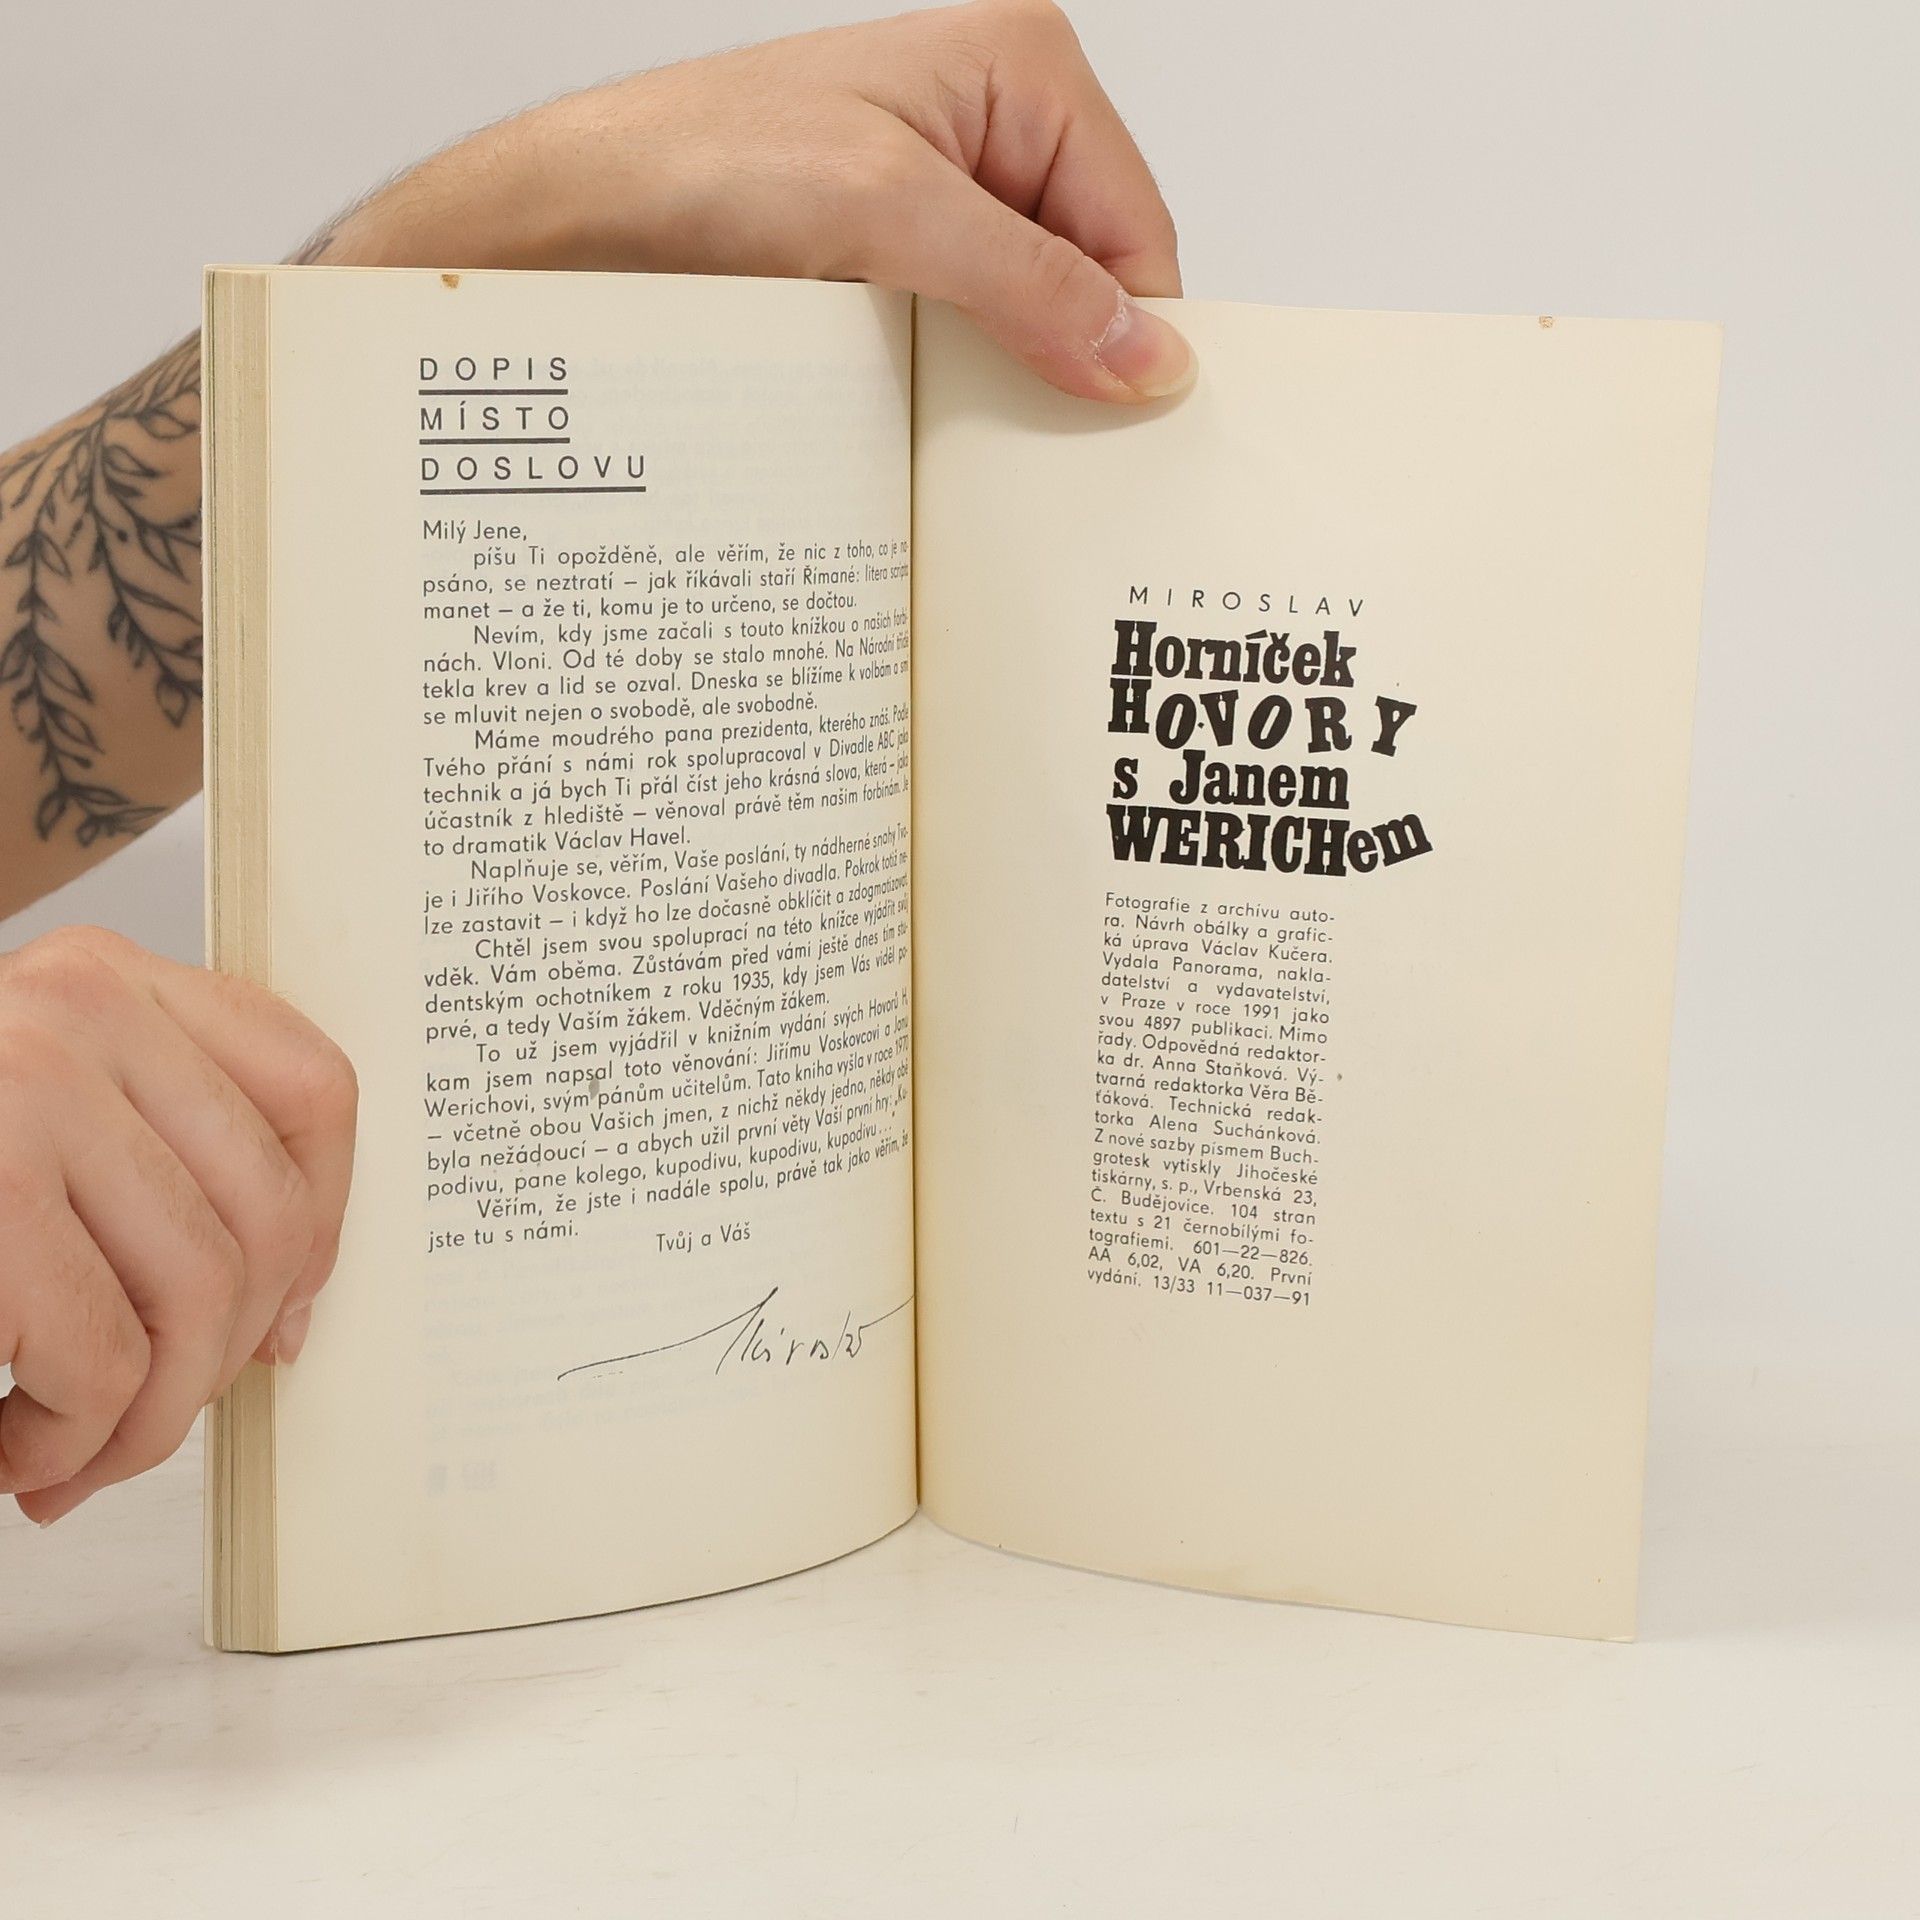 DOPIS
MÍSTO
DOSLOVU
Milý Jene,
píšu Ti opožděně, ale věřím, že nic z toho, co je na-
psáno, se neztratí – jak říkávali staří Římané: litera scripta
manet – a že ti, komu je to určeno, se dočtou.
Nevím, kdy jsme začali s touto knížkou o našich forbí-
nách. Vloni. Od té doby se stalo mnohé. Na Národní třídě
tekla krev a lid se ozval. Dneska se blížíme k volbám a smí
se mluvit nejen o svobodě, ale svobodně.
Máme moudrého pana prezidenta, kterého znáš. Podle
Tvého přání s námi rok spolupracoval v Divadle ABC jako
technik a já bych Ti přál číst jeho krásná slova, která – jako
účastník z hlediště – věnoval právě těm našim forbínám. Je
to dramatik Václav Havel.
Naplňuje se, věřím, Vaše poslání, ty nádherné snahy Tvo-
je i Jiřího Voskovce. Poslání Vašeho divadla. Pokrok totiž ne-
lze zastavit – i když ho lze dočasně obklíčit a zdogmatizovat.
Chtěl jsem svou spoluprací na této knížce vyjádřit svůj
vděk. Vám oběma. Zůstávám před vámi ještě dnes tím stu-
dentským ochotníkem z roku 1935, kdy jsem Vás viděl po-
prvé, a tedy Vaším žákem. Vděčným žákem.
To už jsem vyjádřil v knižním vydání svých Hovorů H,
kam jsem napsal toto věnování: Jiřímu Voskovcovi a Janu
Werichovi, svým pánům učitelům. Tato kniha vyšla v roce 1970
– včetně obou Vašich jmen, z nichž někdy jedno, někdy obě
byla nežádoucí – a abych užil první věty Vaší první hry: „Ku-
podivu, pane kolego, kupodivu, kupodivu, kupodivu...“
Věřím, že jste i nadále spolu, právě tak jako věřím, že
jste tu s námi.
Tvůj a Váš
Miroslav
MIROSLAV
Horníček
HOVORY
s Janem
WERICHem
Fotografie z archívu auto-
ra. Návrh obálky a grafic-
ká úprava Václav Kučera.
Vydala Panorama, nakla-
datelství a vydavatelství,
v Praze v roce 1991 jako
svou 4897 publikaci. Mimo
řady. Odpovědná redaktor-
ka dr. Anna Staňková. Vý-
tvarná redaktorka Věra Bě-
ťáková. Technická redak-
torka Alena Suchánková.
Z nové sazby písmem Buch-
grotesk vytiskly Jihočeské
tiskárny, s. p., Vrbenská 23,
Č. Budějovice. 104 stran
textu s 21 černobílými fo-
tografiemi. 601—22—826.
AA 6,02, VA 6,20. První
vydání. 13/33 11—037—91